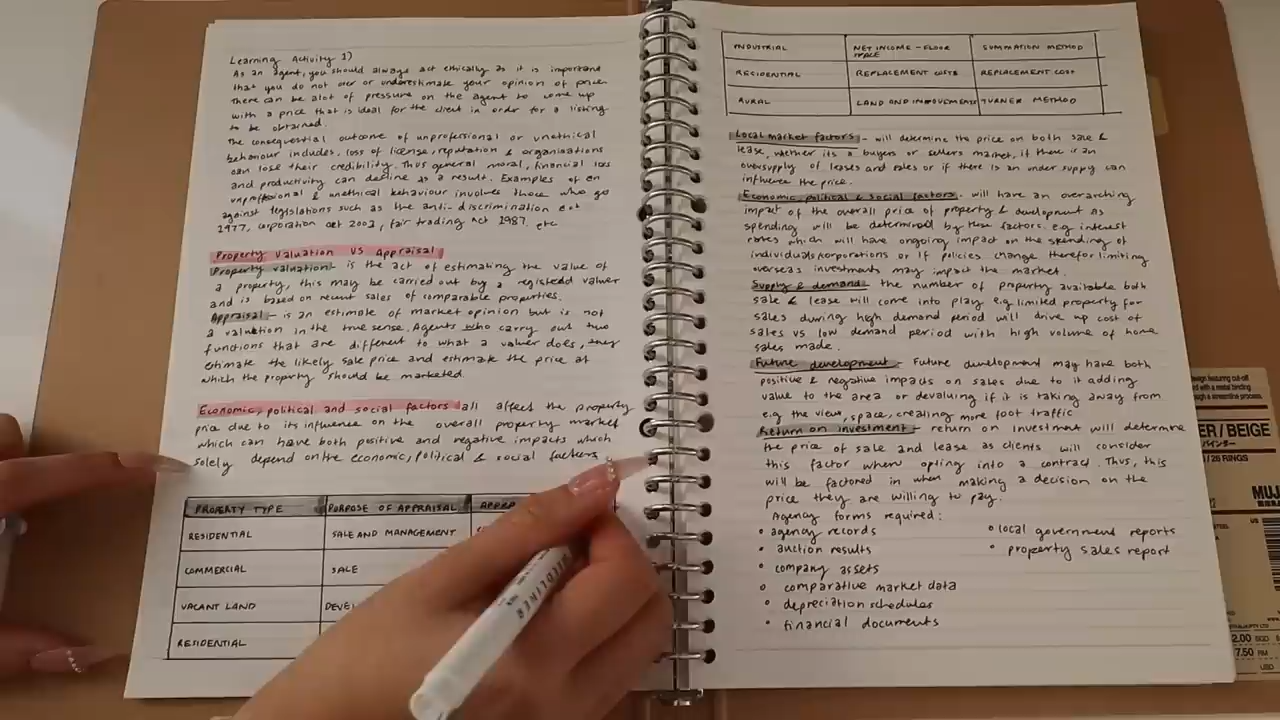 Learning Activity 1)
As an agent, you should always act ethically as it is important
that you do not over or underestimate your opinion of price.
there can be alot of pressure on the agent to come up
with a price that is ideal for the client in order for a listing
to be obtained.
the consequential outcome of unprofessional or unethical
behaviour includes, loss of license, reputation & organisations
can lose their credibility. Thus general moral, financial loss
and productivity can decline as a result. Examples of an
unproffesional & unethical behaviour involves those who go
against legislations such as the anti-discrimination act
1977, corporation act 2002, fair trading Act 1987, etc
Property Valuation VS Appraisal
Property valuation - is the act of estimating the value of
a property, this may be carried out by a registedd valuer
and is based on recent sales of comparable properties.
Appraisal - is an estimate of market opinion but is not
a valuation in the true sense. Agents who carry out two
functions that are different to what a valuer does, they
estimate the likely sale price and estimate the price at
which the property should be marketed.
Economic, political and social factors all affect the property
price due to its influence on the overall property market
which can have both positive and negative impacts which
solely depend on the economic, political & social factors
PROPERTY TYPE PURPOSE OF APPRAISAL
RESIDENTIAL SALE AND MANAGEMENT
COMMERCIAL SALE
VACANT LAND
RESIDENTIAL
INDUSTRIAL NET INCOME - FLOOR SPACE SUMMATION METHOD
RESIDENTIAL REPLACEMENT COSTS REPLACEMENT COST
RURAL LAND AND IMPROVEMENTS TURNER METHOD
Local market factors - will determine the price on both sale &
lease, whether its a buyers or sellers market, if there is an
oversupply of leases and sales or if there is an under supply can
influence the price.
Economic, political & social factors - will have an overarching
impact of the overall price of property & development as
spending will be determined by these factors. e.g interest
rates which will have ongoing impact on the spending of
individuals/corporations or if policies change therefor limiting
overseas investments may impact the market.
Supply & demand - the number of property available both
sale & lease will come into play e.g limited property for
sales during high demand period will drive up cost of
sales vs low demand period with high volume of home
sales made.
Future development - Future development may have both
positive & negative impacts on sales due to it adding
value to the area or devaluing if it is taking away from
e.g the view, space, creating more foot traffic
Return on investment - return on investment will determine
the price of sale and lease as clients will consider
this factor when opting into a contract. Thus, this
will be factored in when making a decision on the
price they are willing to pay.
Agency forms required:
• agency records
• auction results
• company assets
• comparative market data
• depreciation schedules
• financial documents
• local government reports
• property sales report
ER/BEIGE
/ 26 RINGS
MUJ
2.00 SGD
7.50 RM
USD
MILDLINER